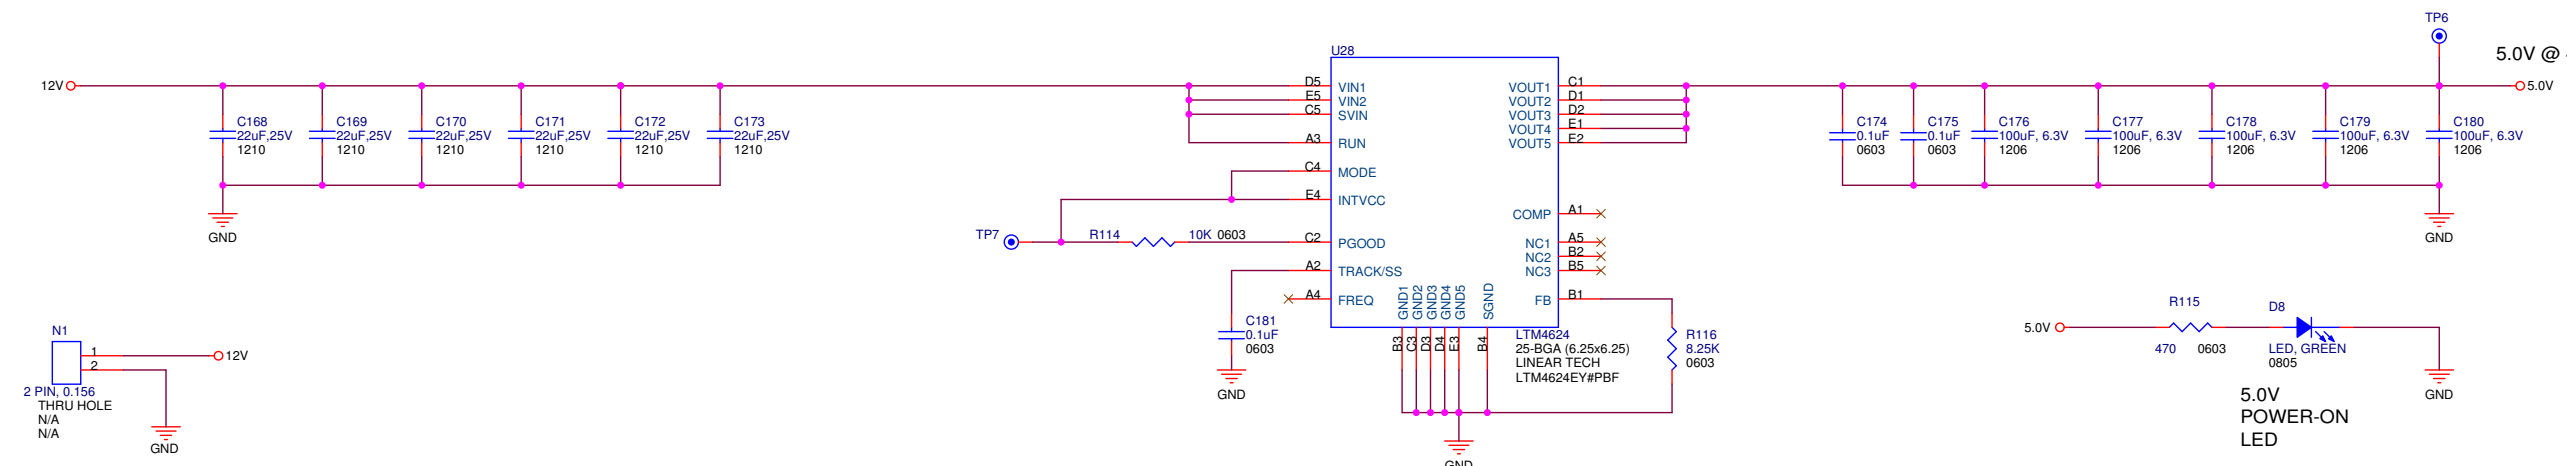 TP6
5.0V @
12V
C168
22uF,25V
1210
C169
22uF,25V
1210
C170
22uF,25V
1210
C171
22uF,25V
1210
C172
22uF,25V
1210
C173
22uF,25V
1210
GND
U28
D5 VIN1
E5 VIN2
C5 SVIN
A3 RUN
C4 MODE
E4 INTVCC
C2 PGOOD
A2 TRACK/SS
A4 FREQ
VOUT1 C1
VOUT2 D1
VOUT3 D2
VOUT4 E1
VOUT5 E2
COMP A1
NC1 A5
NC2 B2
NC3 B5
FB B1
GND1 B3
GND2 C3
GND3 D3
GND4 D4
GND5 E3
SGND B4
TP7
R114 10K 0603
C181
0.1uF
0603
GND
LTM4624
25-BGA (6.25x6.25)
LINEAR TECH
LTM4624EY#PBF
R116
8.25K
0603
GND
C174
0.1uF
0603
C175
0.1uF
0603
C176
100uF, 6.3V
1206
C177
100uF, 6.3V
1206
C178
100uF, 6.3V
1206
C179
100uF, 6.3V
1206
C180
100uF, 6.3V
1206
5.0V
GND
N1
1
2
12V
2 PIN, 0.156
THRU HOLE
N/A
N/A
GND
5.0V
R115
470 0603
D8
LED, GREEN
0805
GND
5.0V
POWER-ON
LED